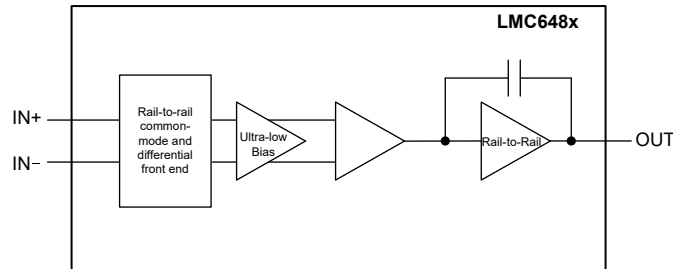 LMC648x
IN+
IN−
Rail-to-rail
common-
mode and
differential
front end
Ultra-low
Bias
Rail-to-Rail
OUT